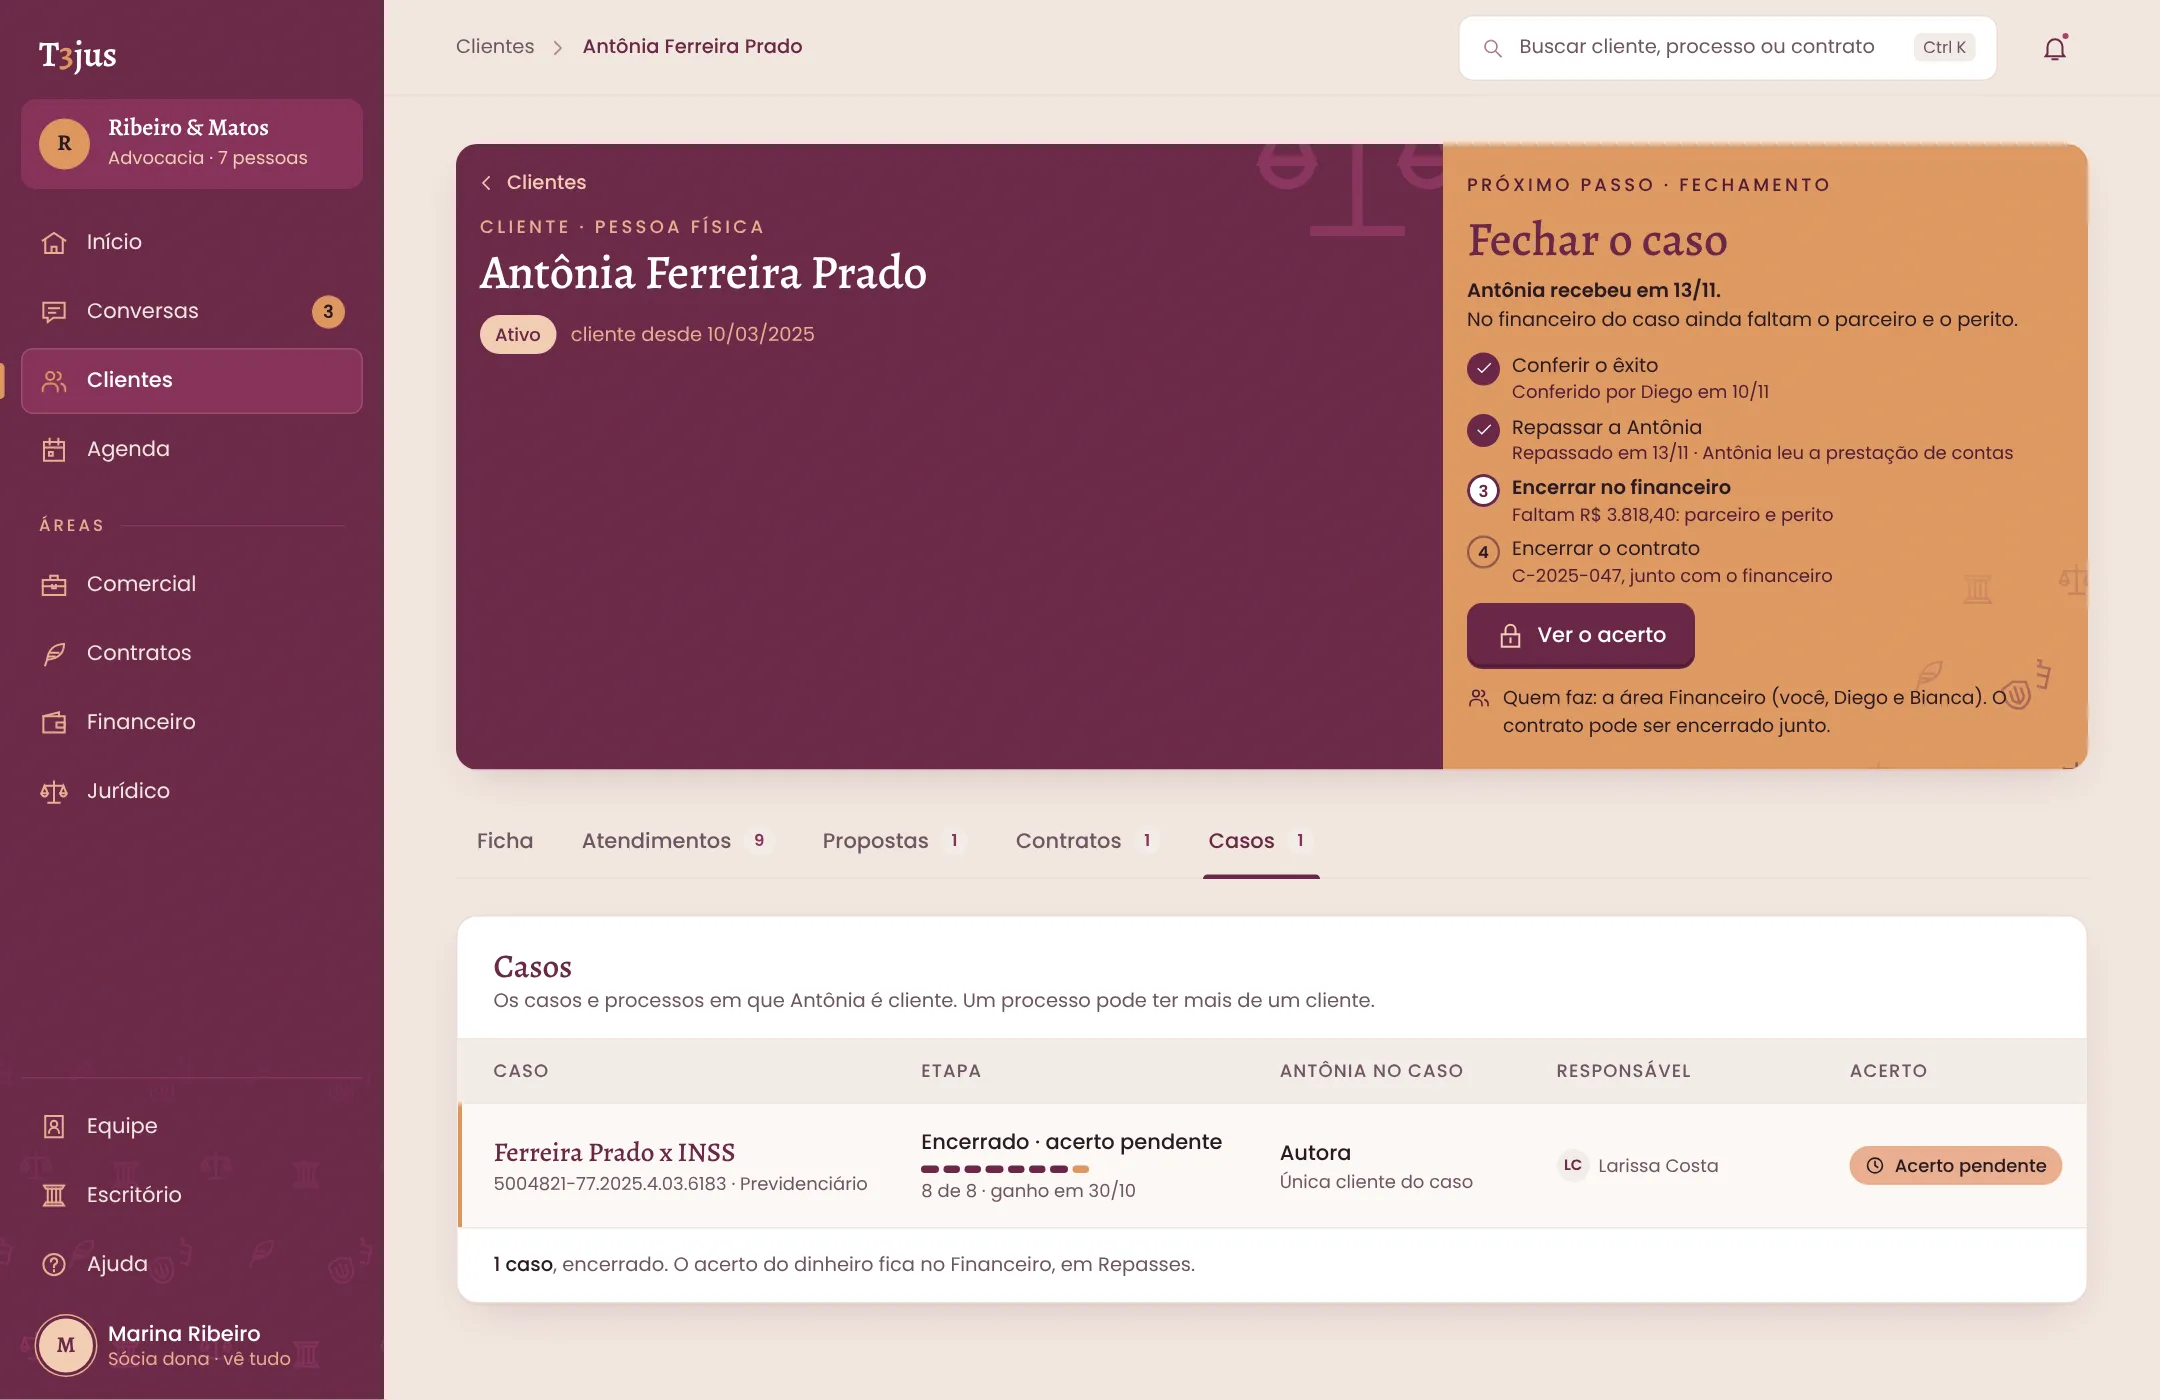 T3jus
R
Ribeiro & Matos
Advocacia · 7 pessoas
Início
Conversas
3
Clientes
Agenda
ÁREAS
Comercial
Contratos
Financeiro
Jurídico
Equipe
Escritório
Ajuda
M
Marina Ribeiro
Sócia dona · vê tudo
Clientes
Antônia Ferreira Prado
Buscar cliente, processo ou contrato
Ctrl K
Clientes
CLIENTE · PESSOA FÍSICA
Antônia Ferreira Prado
Ativo
cliente desde 10/03/2025
PRÓXIMO PASSO · FECHAMENTO
Fechar o caso
Antônia recebeu em 13/11.
No financeiro do caso ainda faltam o parceiro e o perito.
Conferir o êxito
Conferido por Diego em 10/11
Repassar a Antônia
Repassado em 13/11 · Antônia leu a prestação de contas
3
Encerrar no financeiro
Faltam R$ 3.818,40: parceiro e perito
4
Encerrar o contrato
C-2025-047, junto com o financeiro
Ver o acerto
Quem faz: a área Financeiro (você, Diego e Bianca). O
contrato pode ser encerrado junto.
Ficha
Atendimentos 9
Propostas 1
Contratos 1
Casos 1
Casos
Os casos e processos em que Antônia é cliente. Um processo pode ter mais de um cliente.
CASO
ETAPA
ANTÔNIA NO CASO
RESPONSÁVEL
ACERTO
Ferreira Prado x INSS
5004821-77.2025.4.03.6183 · Previdenciário
Encerrado · acerto pendente
8 de 8 · ganho em 30/10
Autora
Única cliente do caso
LC
Larissa Costa
Acerto pendente
1 caso, encerrado. O acerto do dinheiro fica no Financeiro, em Repasses.